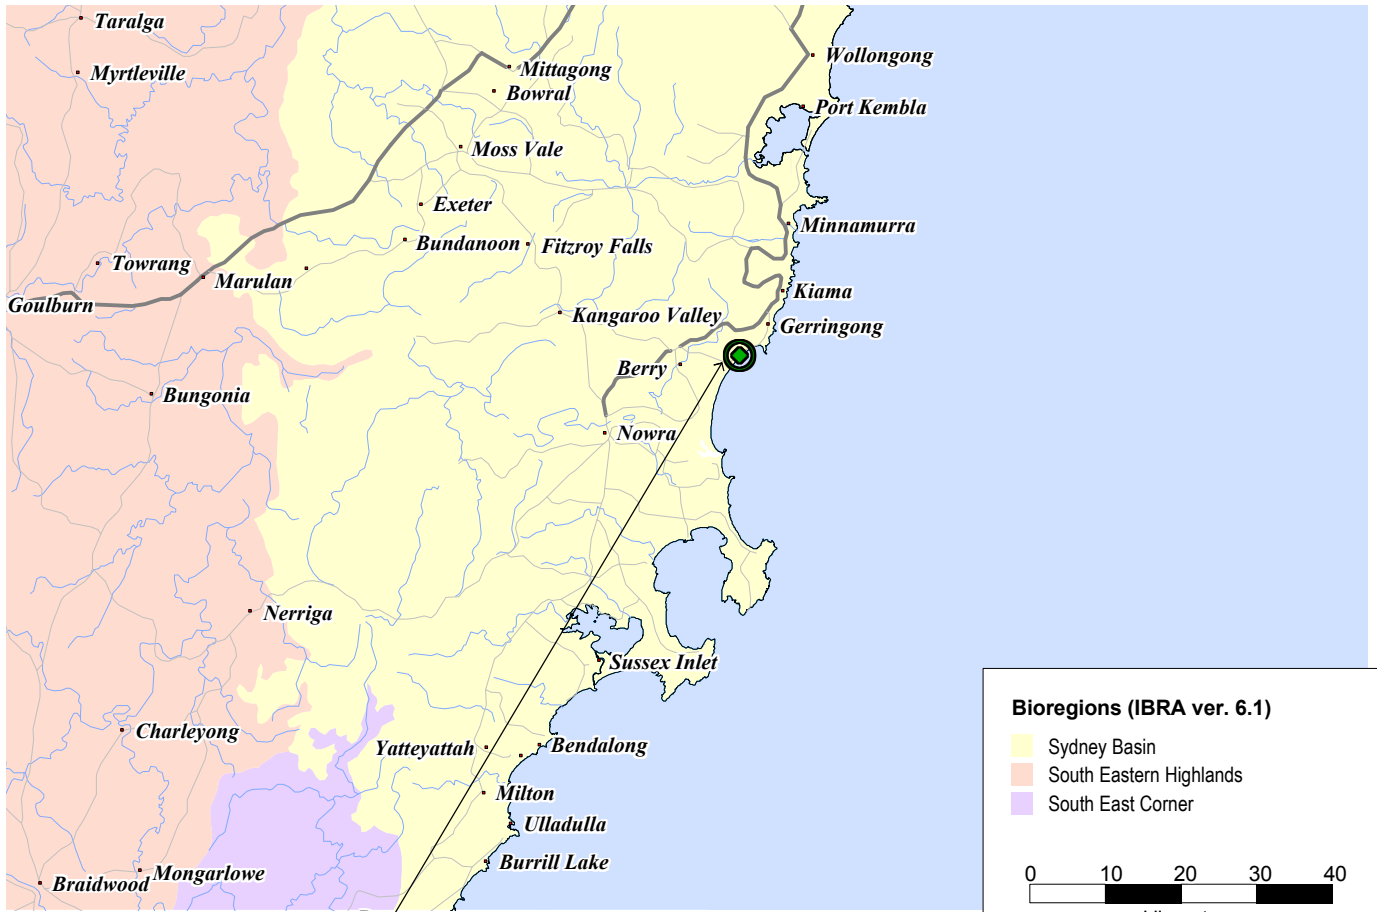 Taralga
Wollongong
Myrtleville
Mittagong
Bowral
Port Kembla
Moss Vale
Exeter
Minnamurra
Bundanoon
Fitzroy Falls
Towrang
Marulan
Kiama
Goulburn
Kangaroo Valley
Gerringong
Berry
Bungonia
Nowra
Nerriga
Sussex Inlet
Charleyong
Yatteyattah
Bendalong
Milton
Ulladulla
Burrill Lake
Mongarlowe
Braidwood
Bioregions (IBRA ver. 6.1)
Sydney Basin
South Eastern Highlands
South East Corner
0 10 20 30 40